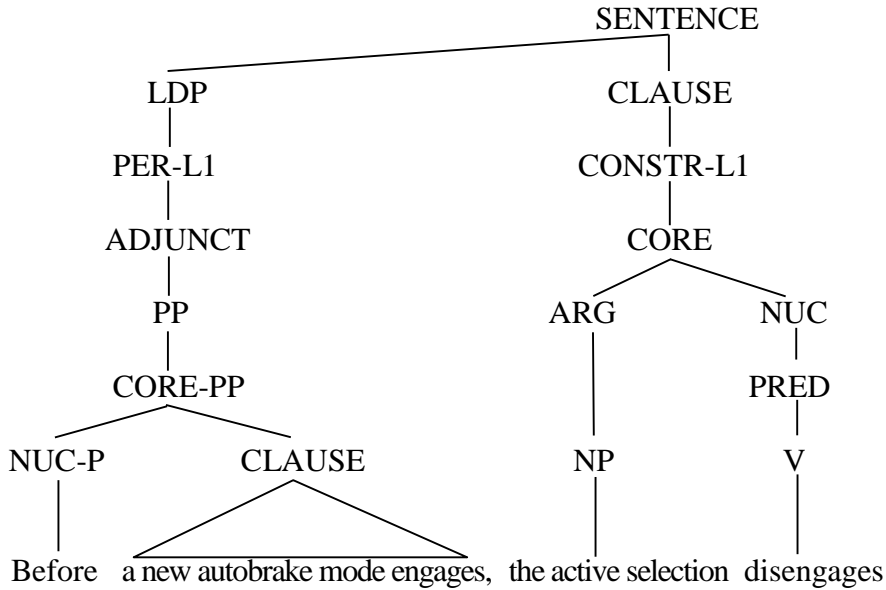 SENTENCE
LDP CLAUSE
PER-L1 CONSTR-L1
ADJUNCT CORE
PP ARG NUC
CORE-PP PRED
NUC-P CLAUSE NP V
Before a new autobrake mode engages, the active selection disengages